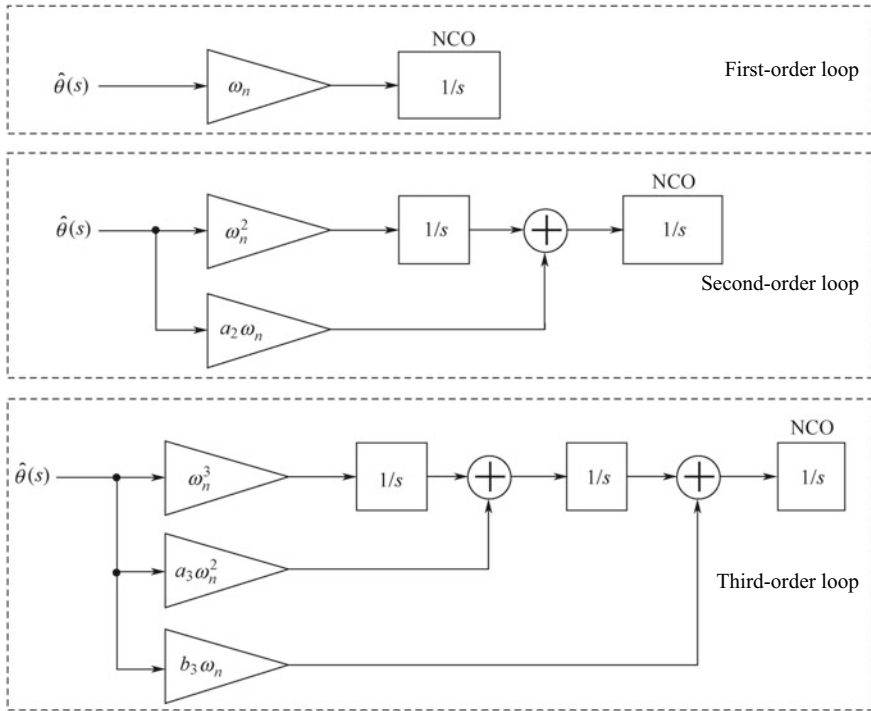 NCO
θ̂(s)
ωₙ
1/s
First-order loop
NCO
θ̂(s)
ωₙ²
1/s
1/s
Second-order loop
a₂ωₙ
NCO
θ̂(s)
ωₙ³
1/s
1/s
1/s
a₃ωₙ²
Third-order loop
b₃ωₙ